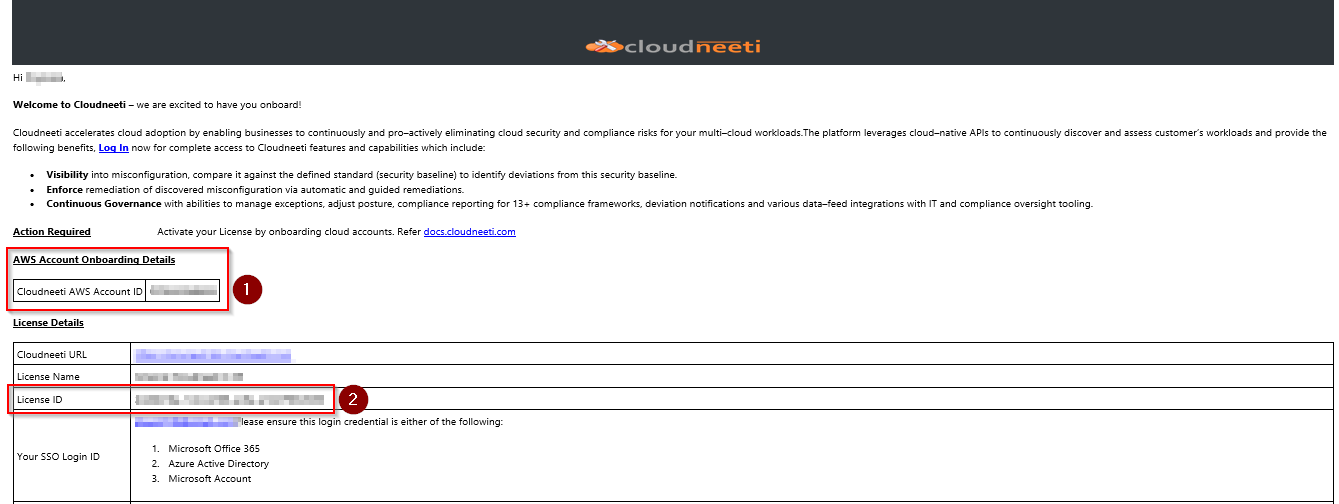 cloudneeti
Hi
Welcome to Cloudneeti – we are excited to have you onboard!
Cloudneeti accelerates cloud adoption by enabling businesses to continuously and pro–actively eliminating cloud security and compliance risks for your multi–cloud workloads.The platform leverages cloud–native APIs to continuously discover and assess customer's workloads and provide the
following benefits, Log In now for complete access to Cloudneeti features and capabilities which include:
• Visibility into misconfiguration, compare it against the defined standard (security baseline) to identify deviations from this security baseline.
• Enforce remediation of discovered misconfiguration via automatic and guided remediations.
• Continuous Governance with abilities to manage exceptions, adjust posture, compliance reporting for 13+ compliance frameworks, deviation notifications and various data–feed integrations with IT and compliance oversight tooling.
Action Required Activate your License by onboarding cloud accounts. Refer docs.cloudneeti.com
AWS Account Onboarding Details
Cloudneeti AWS Account ID
1
License Details
Cloudneeti URL
License Name
License ID
2
lease ensure this login credential is either of the following:
1. Microsoft Office 365
Your SSO Login ID
2. Azure Active Directory
3. Microsoft Account